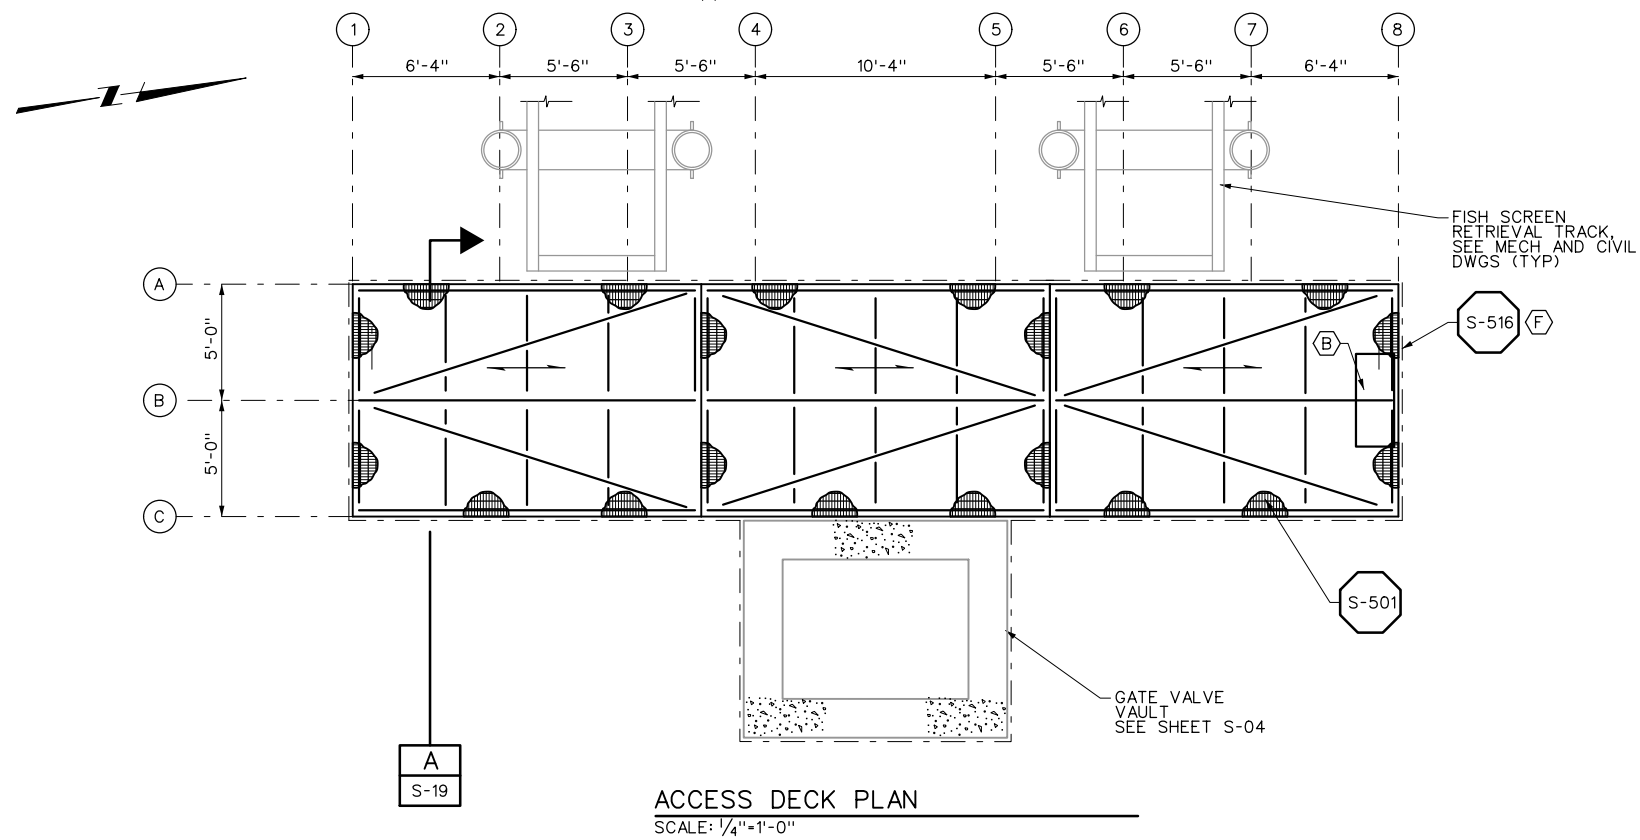 1 2 3 4 5 6 7 8
6'-4" 5'-6" 5'-6" 10'-4" 5'-6" 5'-6" 6'-4"
Z
FISH SCREEN
RETRIEVAL TRACK,
SEE MECH AND CIVIL
DWGS (TYP)
A
5'-0"
S-516 F
B
B
5'-0"
C
S-501
GATE VALVE
VAULT
SEE SHEET S-04
A
S-19
ACCESS DECK PLAN
SCALE: 1/4"=1'-0"